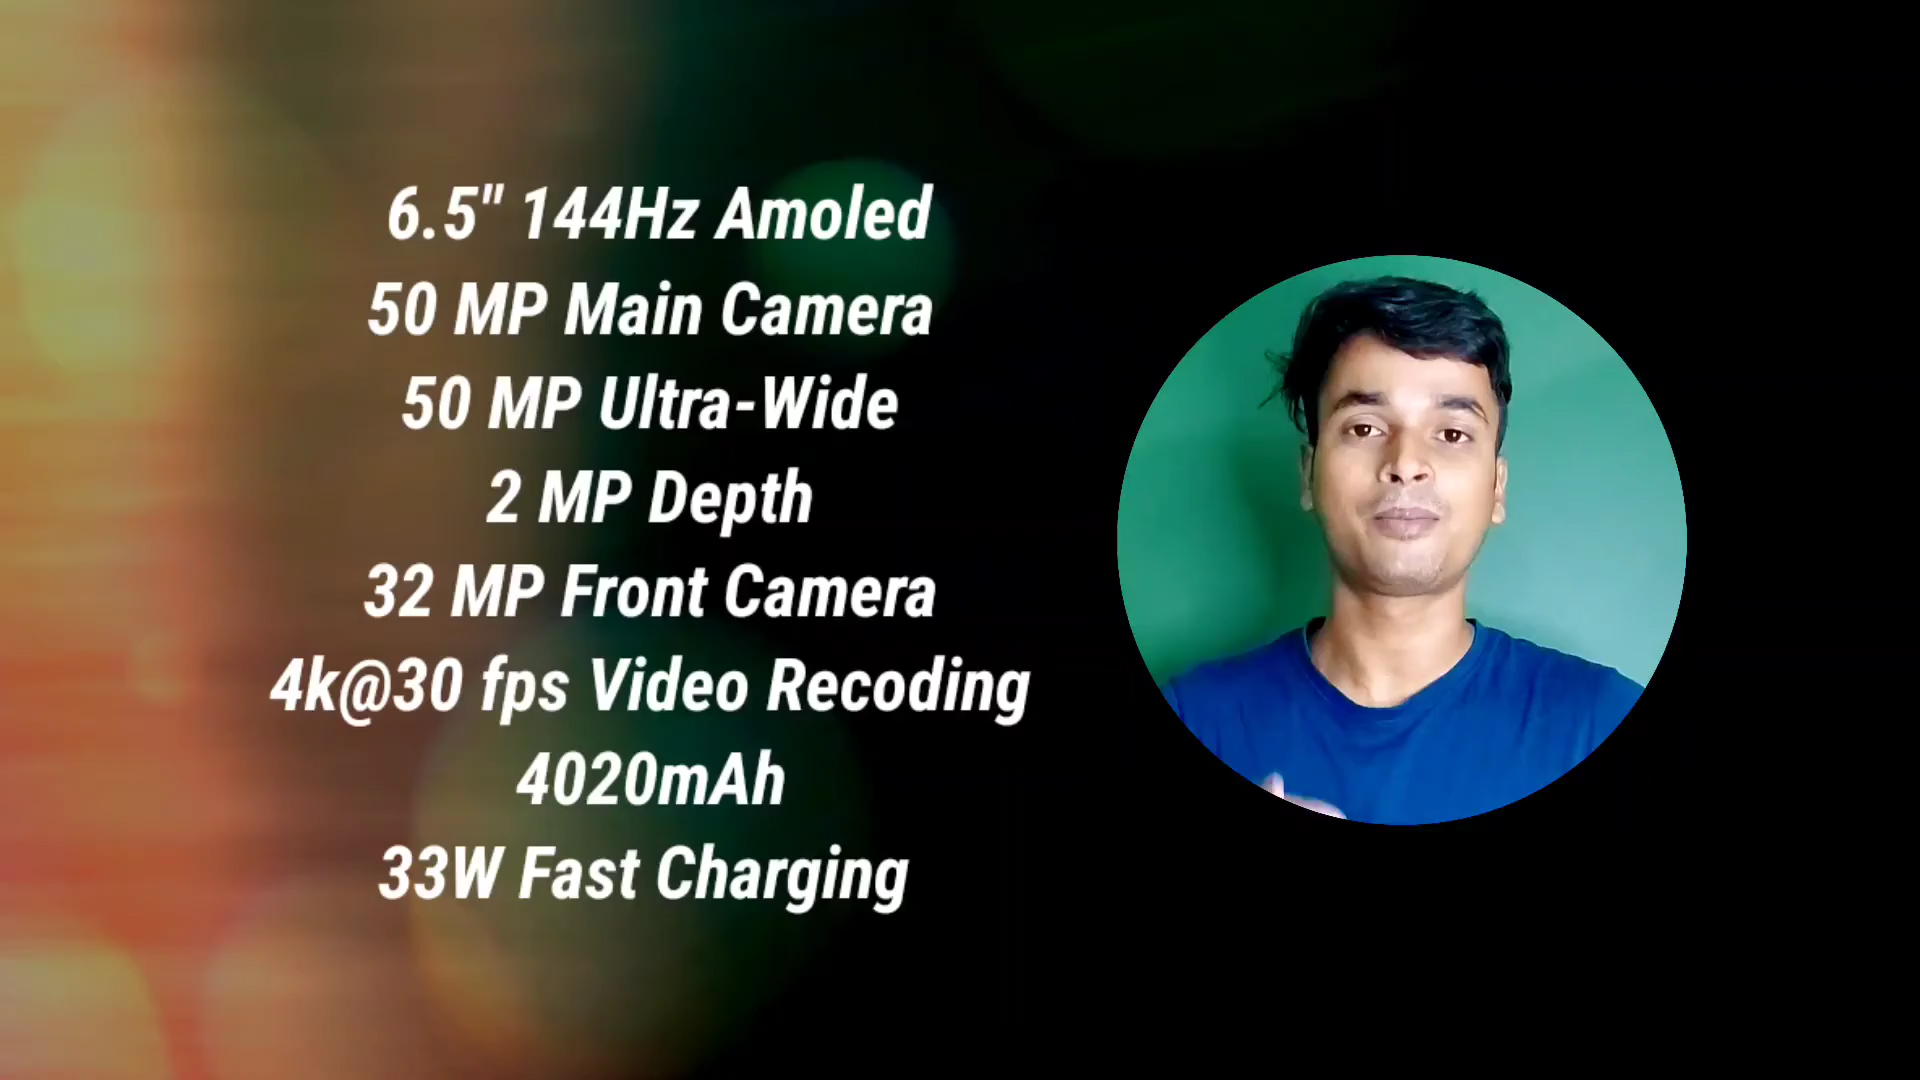 6.5" 144Hz Amoled
50 MP Main Camera
50 MP Ultra-Wide
2 MP Depth
32 MP Front Camera
4k@30 fps Video Recoding
4020mAh
33W Fast Charging